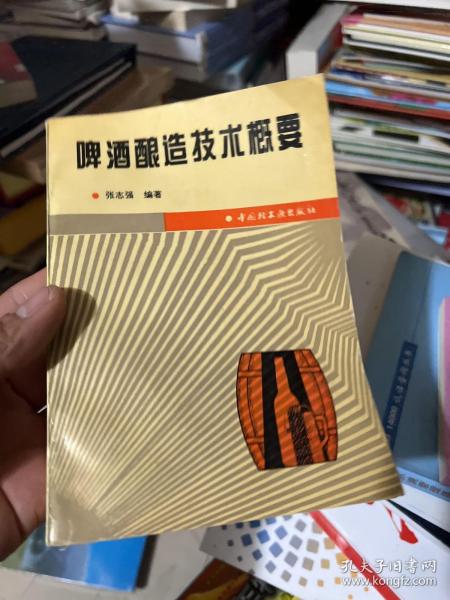 啤酒酿造技术概要
张志强 编著
中国轻工业出版社
14000
孔夫子旧书网
www.kongfz.com